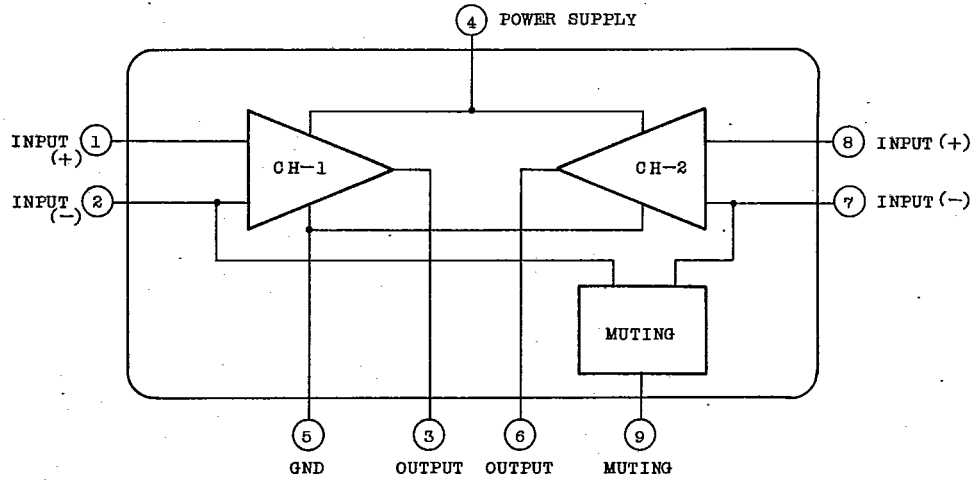 4 POWER SUPPLY
INPUT (+) 1
CH-1
CH-2
8 INPUT (+)
INPUT (-) 2
7 INPUT (-)
MUTING
5 3 6 9
GND OUTPUT OUTPUT MUTING